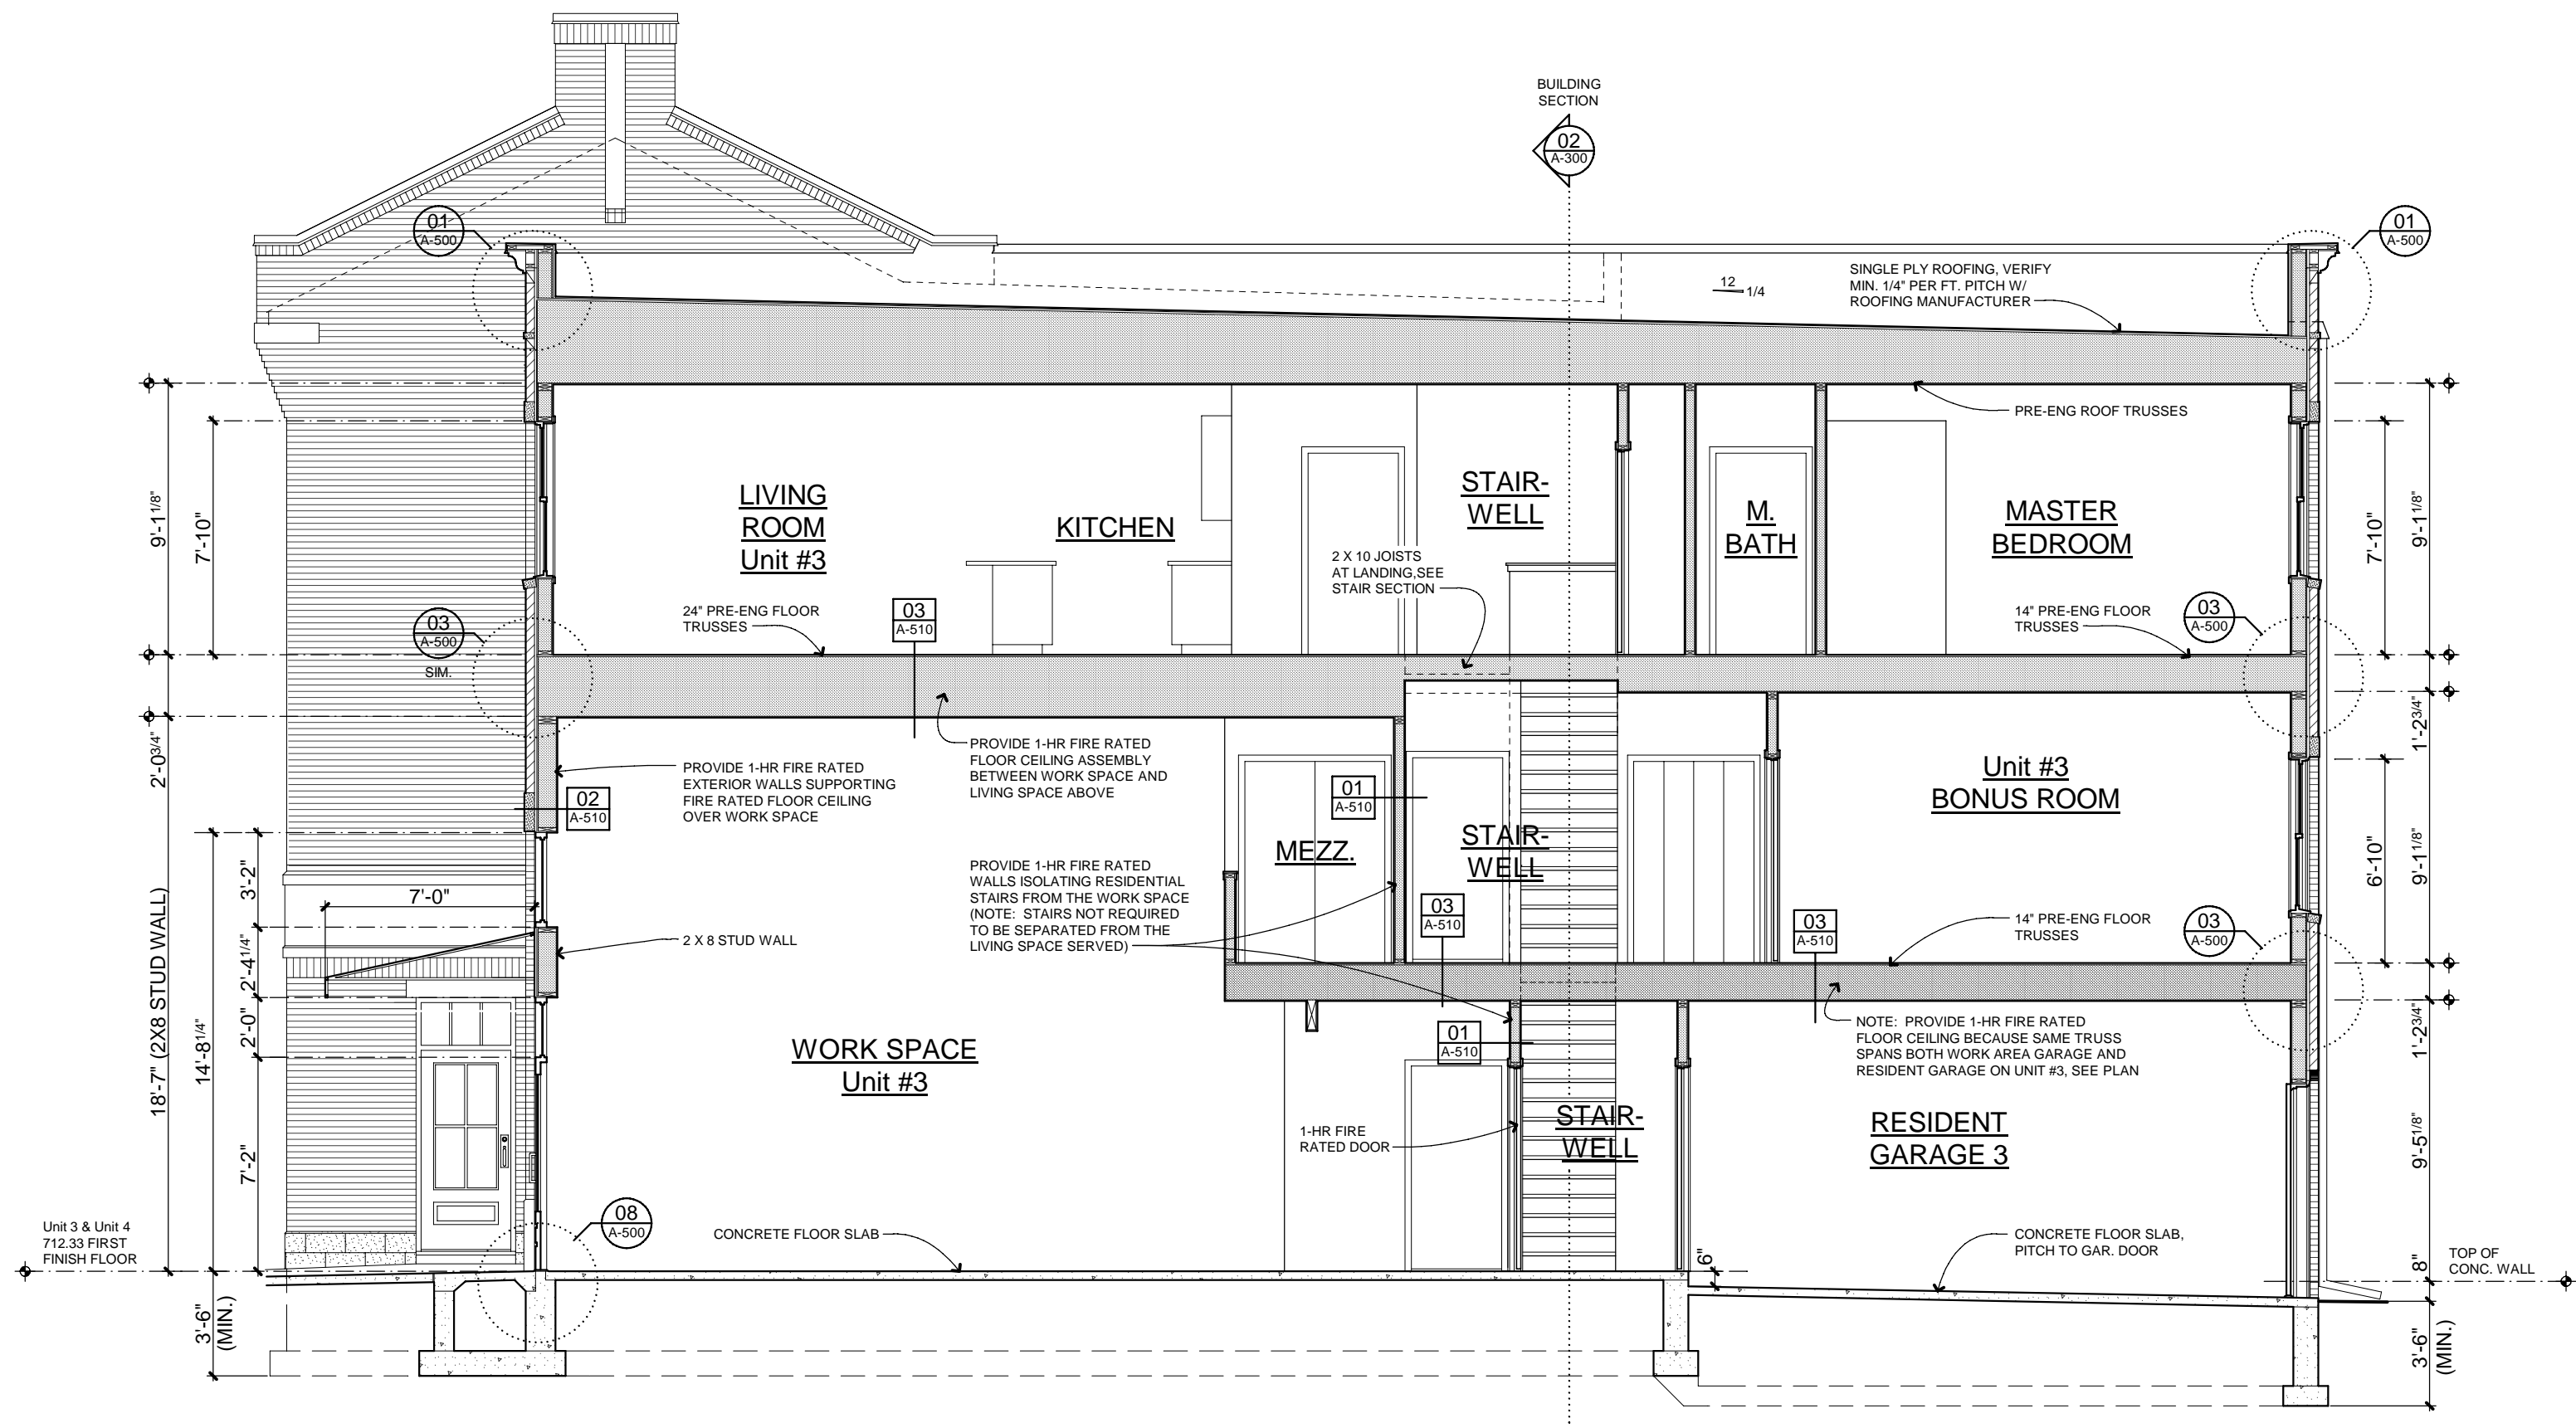 BUILDING
SECTION
02
A-300
01
A-500
01
A-500
12
1/4
SINGLE PLY ROOFING, VERIFY
MIN. 1/4" PER FT. PITCH W/
ROOFING MANUFACTURER
PRE-ENG ROOF TRUSSES
9'-1 1/8"
7'-10"
LIVING
ROOM
Unit #3
KITCHEN
STAIR-
WELL
M.
BATH
MASTER
BEDROOM
7'-10"
9'-1 1/8"
2 X 10 JOISTS
AT LANDING,SEE
STAIR SECTION
24" PRE-ENG FLOOR
TRUSSES
03
A-510
14" PRE-ENG FLOOR
TRUSSES
03
A-500
03
A-500
SIM.
2'-0 3/4"
1'-2 3/4"
PROVIDE 1-HR FIRE RATED
FLOOR CEILING ASSEMBLY
BETWEEN WORK SPACE AND
LIVING SPACE ABOVE
PROVIDE 1-HR FIRE RATED
EXTERIOR WALLS SUPPORTING
FIRE RATED FLOOR CEILING
OVER WORK SPACE
02
A-510
01
A-510
Unit #3
BONUS ROOM
MEZZ.
STAIR-
WELL
6'-10"
9'-1 1/8"
PROVIDE 1-HR FIRE RATED
WALLS ISOLATING RESIDENTIAL
STAIRS FROM THE WORK SPACE
(NOTE: STAIRS NOT REQUIRED
TO BE SEPARATED FROM THE
LIVING SPACE SERVED)
3'-2"
7'-0"
03
A-510
03
A-510
14" PRE-ENG FLOOR
TRUSSES
03
A-500
2 X 8 STUD WALL
18'-7" (2X8 STUD WALL)
14'-8 1/4"
2'-4 1/4"
2'-0"
7'-2"
WORK SPACE
Unit #3
01
A-510
NOTE: PROVIDE 1-HR FIRE RATED
FLOOR CEILING BECAUSE SAME TRUSS
SPANS BOTH WORK AREA GARAGE AND
RESIDENT GARAGE ON UNIT #3, SEE PLAN
1'-2 3/4"
1-HR FIRE
RATED DOOR
STAIR-
WELL
RESIDENT
GARAGE 3
9'-5 1/8"
08
A-500
Unit 3 & Unit 4
712.33 FIRST
FINISH FLOOR
CONCRETE FLOOR SLAB
6"
CONCRETE FLOOR SLAB,
PITCH TO GAR. DOOR
8"
TOP OF
CONC. WALL
3'-6"
(MIN.)
3'-6"
(MIN.)